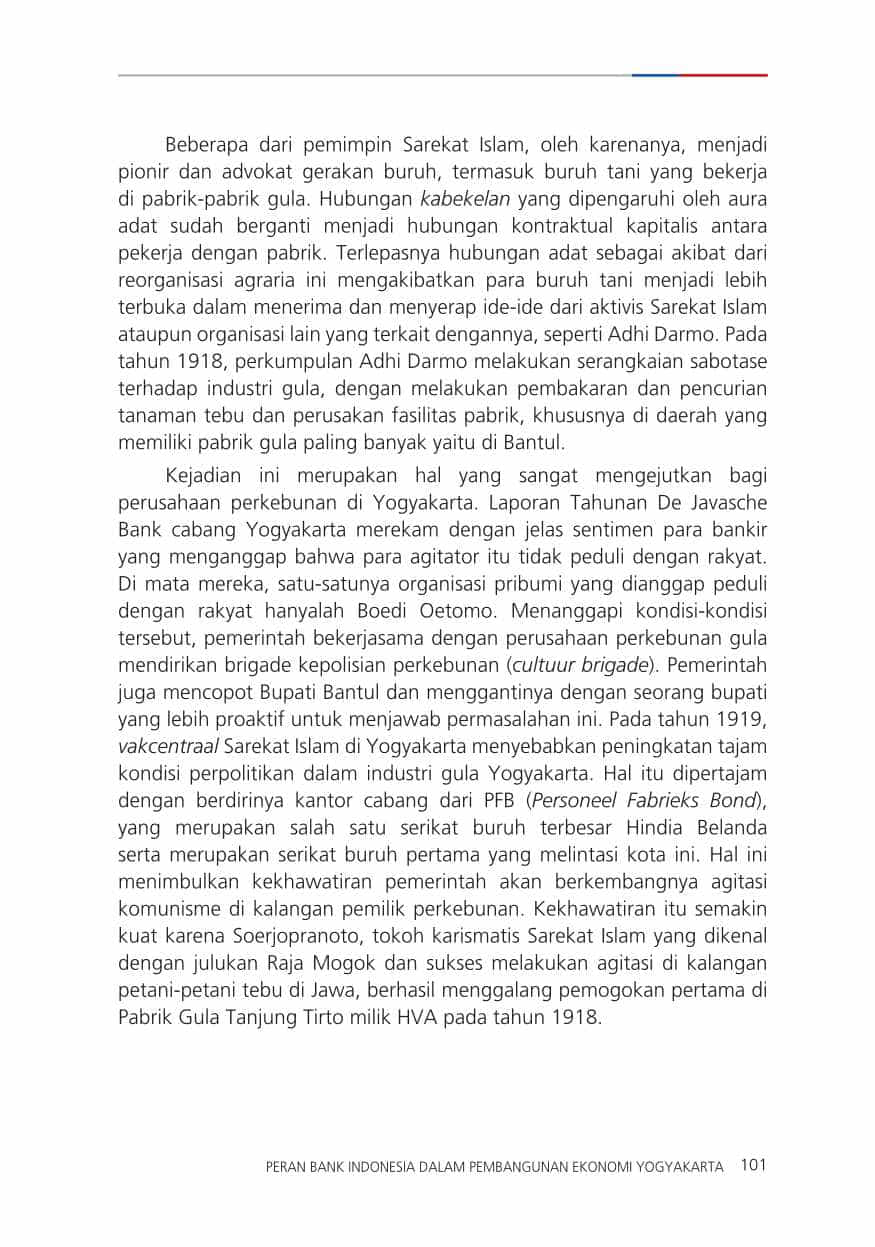 Beberapa dari pemimpin Sarekat Islam, oleh karenanya, menjadi
pionir dan advokat gerakan buruh, termasuk buruh tani yang bekerja
di pabrik-pabrik gula. Hubungan kabekelan yang dipengaruhi oleh aura
adat sudah berganti menjadi hubungan kontraktual kapitalis antara
pekerja dengan pabrik. Terlepasnya hubungan adat sebagai akibat dari
reorganisasi agraria ini mengakibatkan para buruh tani menjadi lebih
terbuka dalam menerima dan menyerap ide-ide dari aktivis Sarekat Islam
ataupun organisasi lain yang terkait dengannya, seperti Adhi Darmo. Pada
tahun 1918, perkumpulan Adhi Darmo melakukan serangkaian sabotase
terhadap industri gula, dengan melakukan pembakaran dan pencurian
tanaman tebu dan perusakan fasilitas pabrik, khususnya di daerah yang
memiliki pabrik gula paling banyak yaitu di Bantul.
Kejadian ini merupakan hal yang sangat mengejutkan bagi
perusahaan perkebunan di Yogyakarta. Laporan Tahunan De Javasche
Bank cabang Yogyakarta merekam dengan jelas sentimen para bankir
yang menganggap bahwa para agitator itu tidak peduli dengan rakyat.
Di mata mereka, satu-satunya organisasi pribumi yang dianggap peduli
dengan rakyat hanyalah Boedi Oetomo. Menanggapi kondisi-kondisi
tersebut, pemerintah bekerjasama dengan perusahaan perkebunan gula
mendirikan brigade kepolisian perkebunan (cultuur brigade). Pemerintah
juga mencopot Bupati Bantul dan menggantinya dengan seorang bupati
yang lebih proaktif untuk menjawab permasalahan ini. Pada tahun 1919,
vakcentraal Sarekat Islam di Yogyakarta menyebabkan peningkatan tajam
kondisi perpolitikan dalam industri gula Yogyakarta. Hal itu dipertajam
dengan berdirinya kantor cabang dari PFB (Personeel Fabrieks Bond),
yang merupakan salah satu serikat buruh terbesar Hindia Belanda
serta merupakan serikat buruh pertama yang melintasi kota ini. Hal ini
menimbulkan kekhawatiran pemerintah akan berkembangnya agitasi
komunisme di kalangan pemilik perkebunan. Kekhawatiran itu semakin
kuat karena Soerjopranoto, tokoh karismatis Sarekat Islam yang dikenal
dengan julukan Raja Mogok dan sukses melakukan agitasi di kalangan
petani-petani tebu di Jawa, berhasil menggalang pemogokan pertama di
Pabrik Gula Tanjung Tirto milik HVA pada tahun 1918.
PERAN BANK INDONESIA DALAM PEMBANGUNAN EKONOMI YOGYAKARTA 101